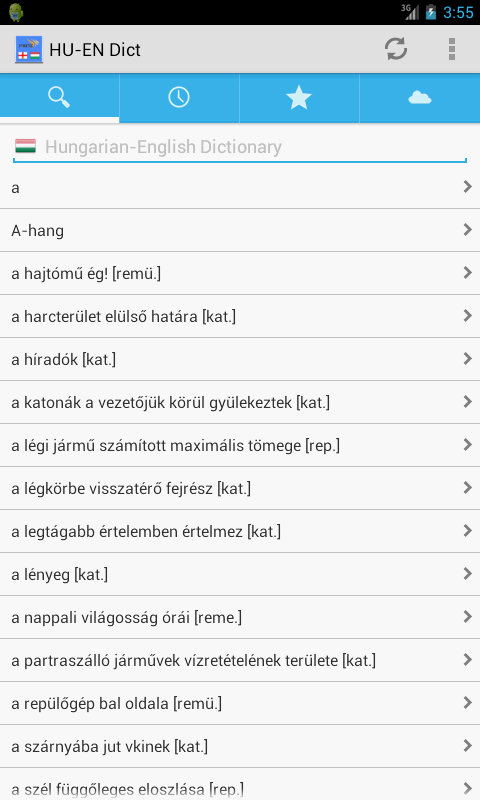 3G
3:55
HU-EN Dict
Hungarian-English Dictionary
a
A-hang
a hajtómű ég! [remü.]
a harcterület elülső határa [kat.]
a híradók [kat.]
a katonák a vezetőjük körül gyülekeztek [kat.]
a légi jármű számított maximális tömege [rep.]
a légkörbe visszatérő fejrész [kat.]
a legtágabb értelemben értelmez [kat.]
a lényeg [kat.]
a nappali világosság órái [reme.]
a partraszálló járművek vízretételének területe [kat.]
a repülőgép bal oldala [remü.]
a szárnyába jut vkinek [kat.]
a szél függőleges eloszlása [rep.]